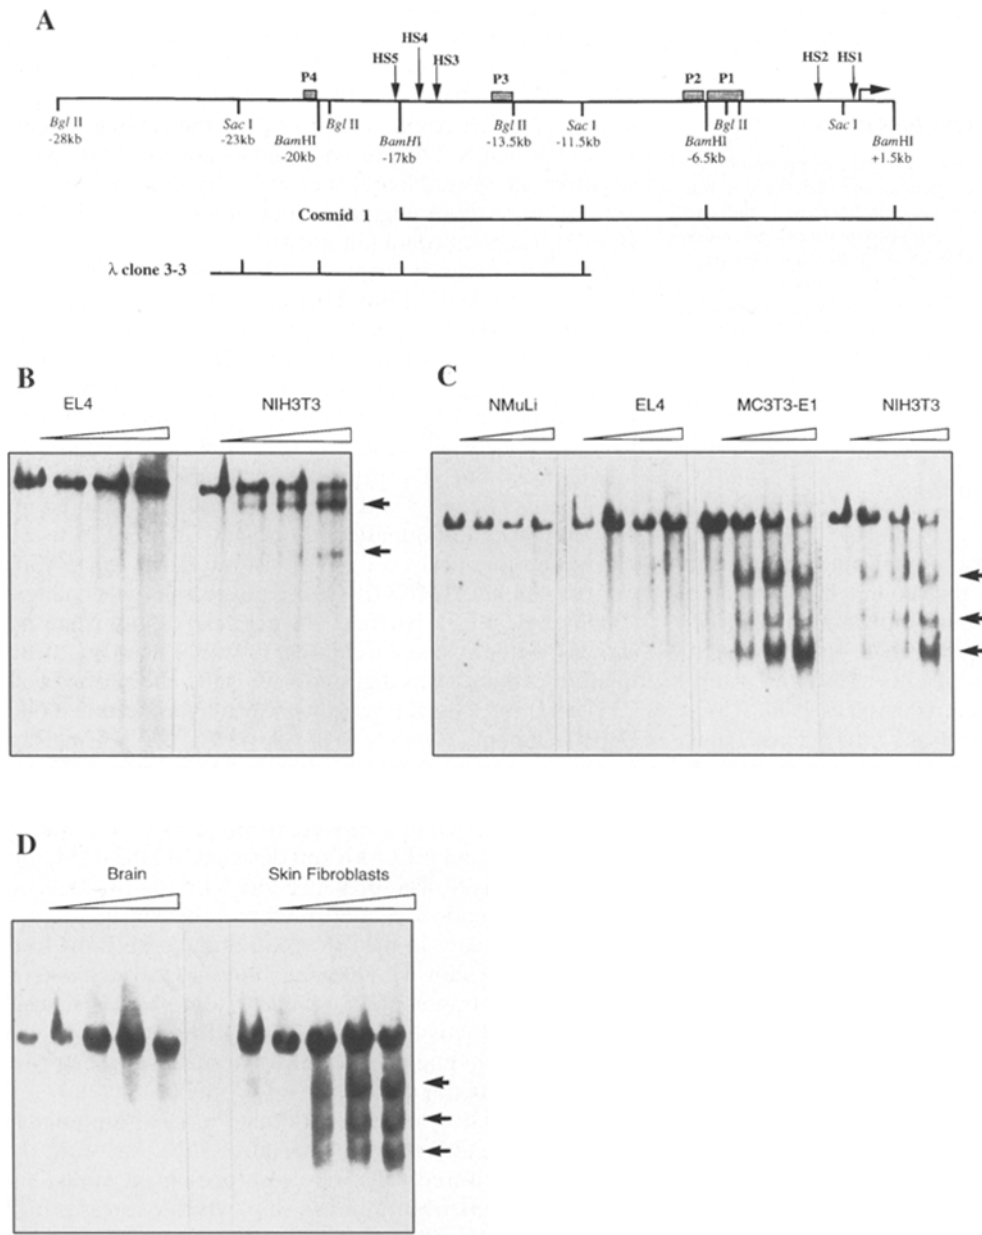 A
HS4
HS5
HS3
HS2
HS1
P4
P3
P2
P1
Bgl II
-28kb
Sac I
-23kb
BamHI
-20kb
Bgl II
BamHI
-17kb
Bgl II
-13.5kb
Sac I
-11.5kb
BamHI
-6.5kb
Bgl II
Sac I
BamHI
+1.5kb
Cosmid 1
λ clone 3-3
B
EL4
NIH3T3
C
NMuLi
EL4
MC3T3-E1
NIH3T3
D
Brain
Skin Fibroblasts